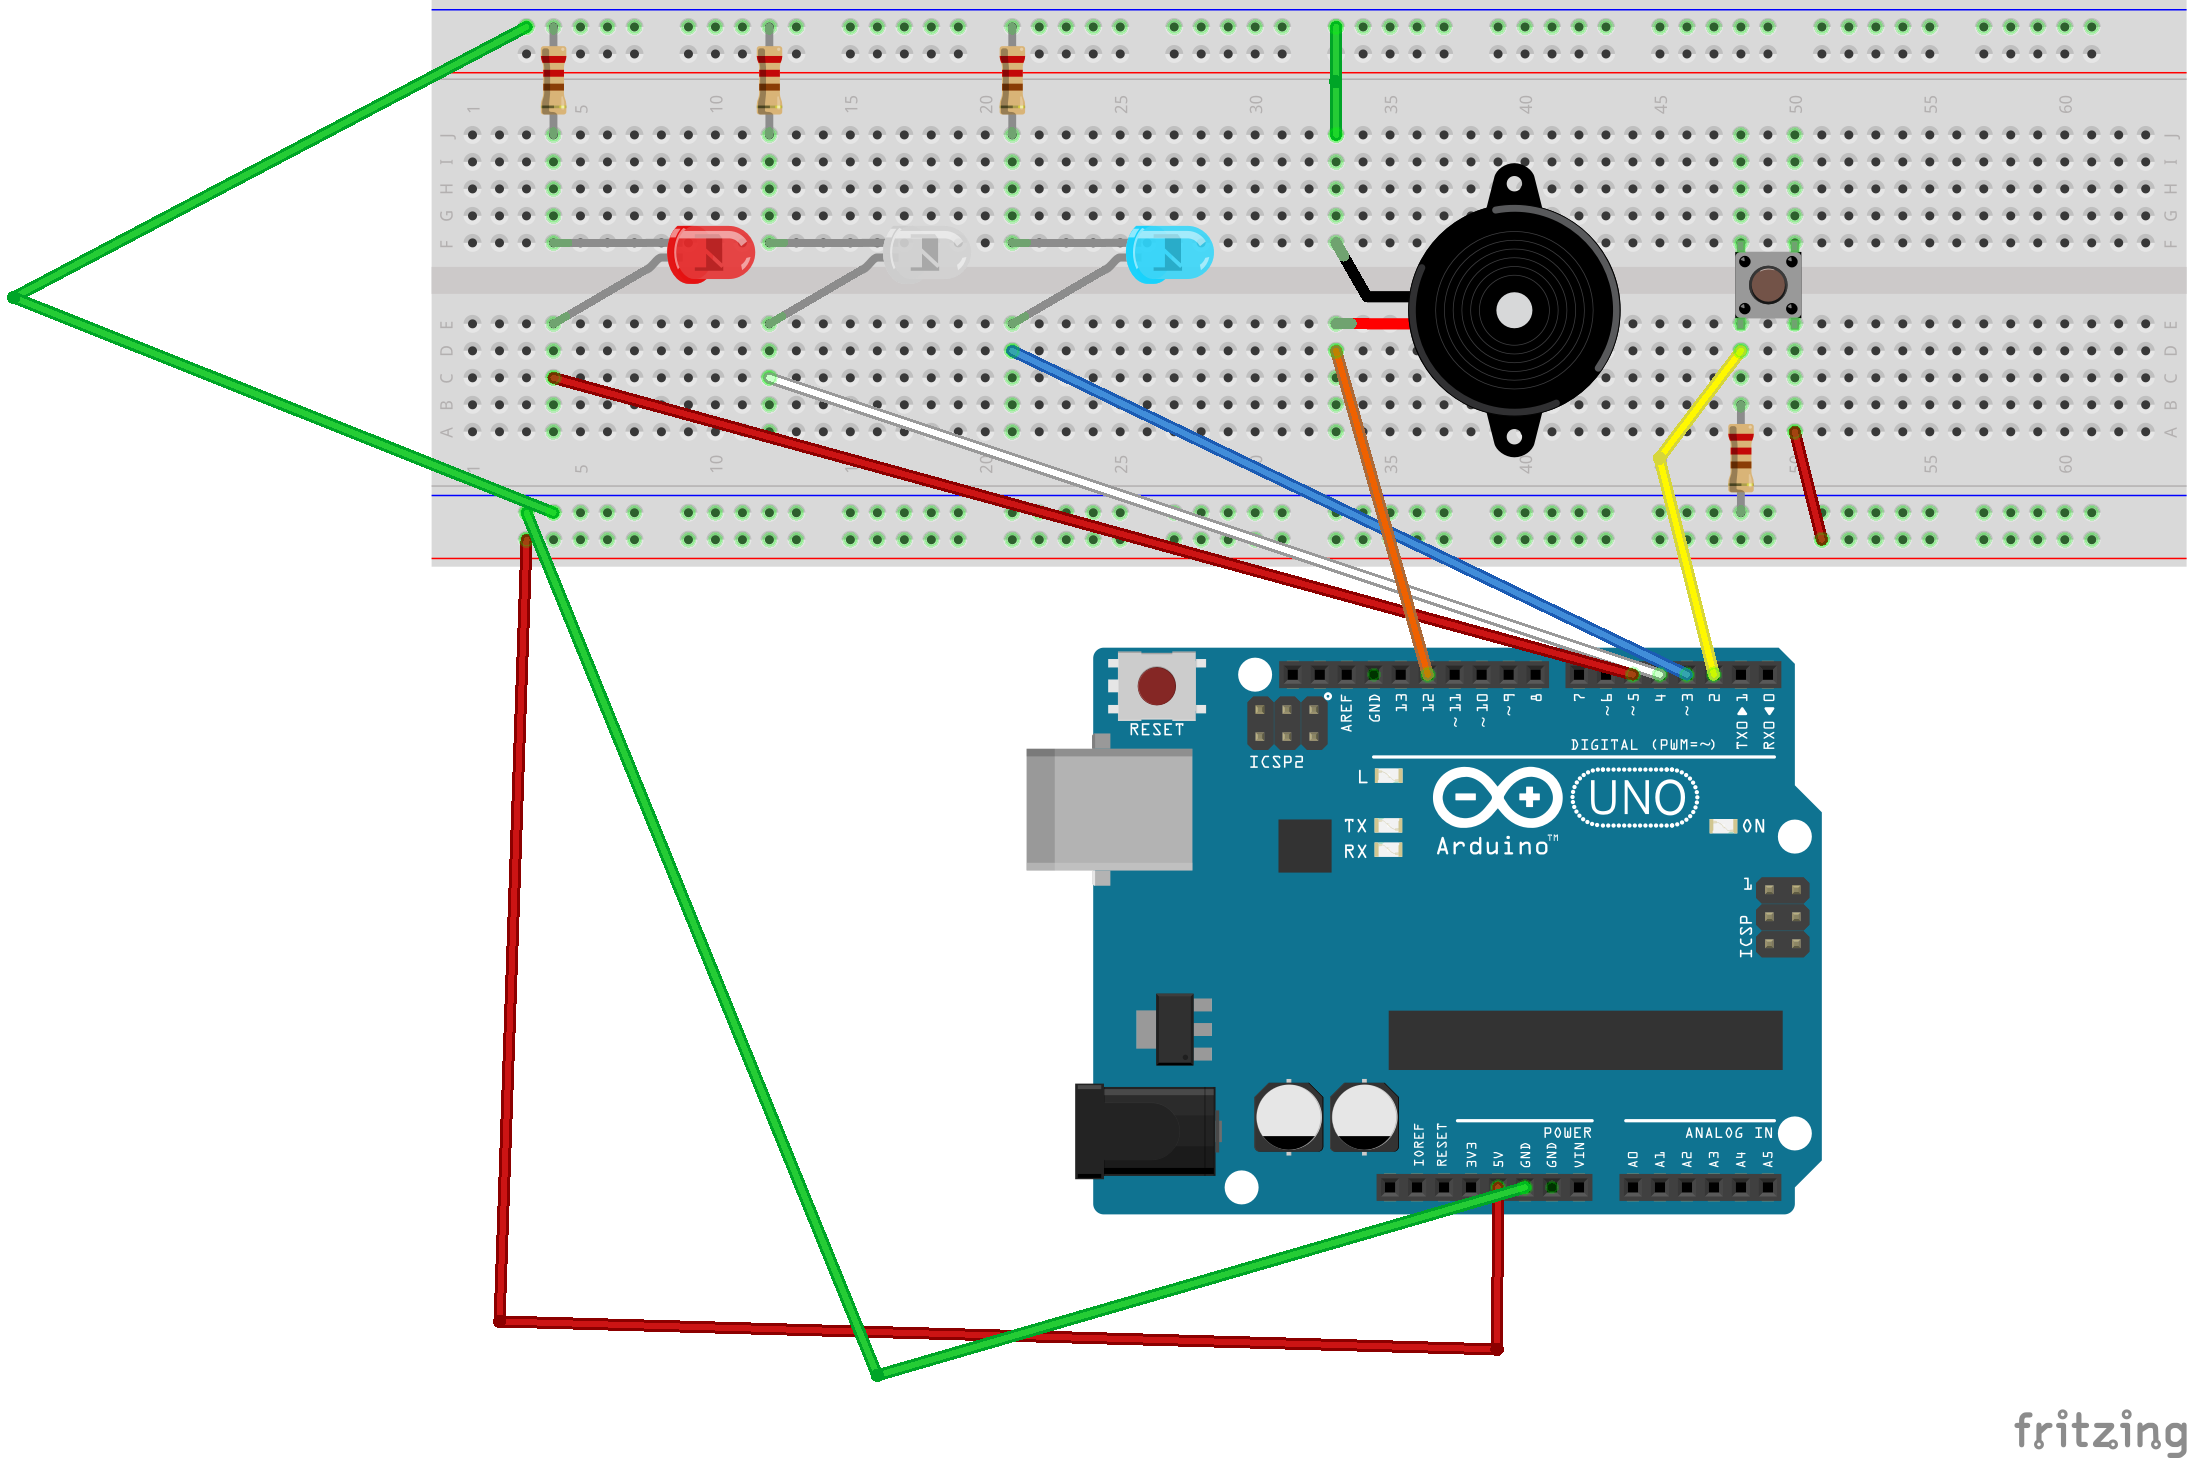 1 5 10 15 20 25 30 35 40 45 50 55 60
J J
I I
H H
G G
F F
E E
D D
C C
B B
A A
1 5 10 1 20 25 30 35 40 45 50 55 60
RESET
ICSP2
AREF
GND
13
12
~11
~10
~9
8
7
~6
~5
4
~3
2
TX0▶1
RX0◀0
DIGITAL (PWM=~)
L
TX
RX
UNO
Arduino™
ON
1
ICSP
IOREF
RESET
3V3
5V
GND
GND
VIN
POWER
ANALOG IN
A0
A1
A2
A3
A4
A5
fritzing